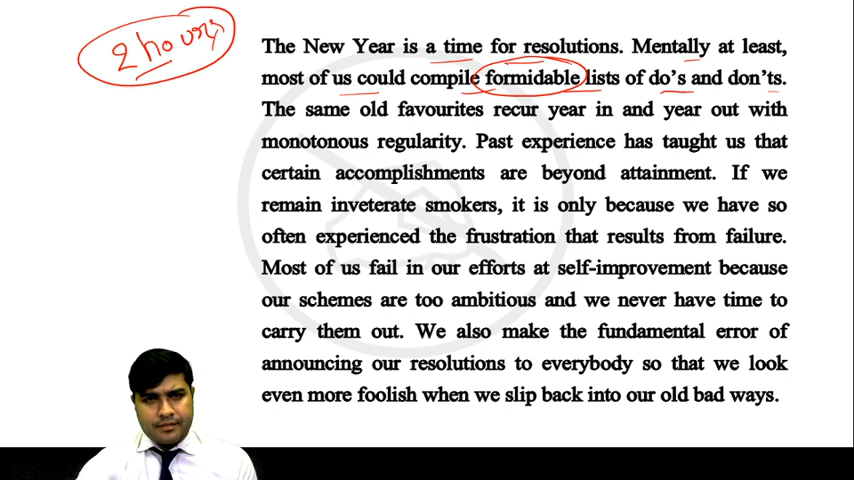 2 hours
The New Year is a time for resolutions. Mentally at least,
most of us could compile formidable lists of do's and don'ts.
The same old favourites recur year in and year out with
monotonous regularity. Past experience has taught us that
certain accomplishments are beyond attainment. If we
remain inveterate smokers, it is only because we have so
often experienced the frustration that results from failure.
Most of us fail in our efforts at self-improvement because
our schemes are too ambitious and we never have time to
carry them out. We also make the fundamental error of
announcing our resolutions to everybody so that we look
even more foolish when we slip back into our old bad ways.